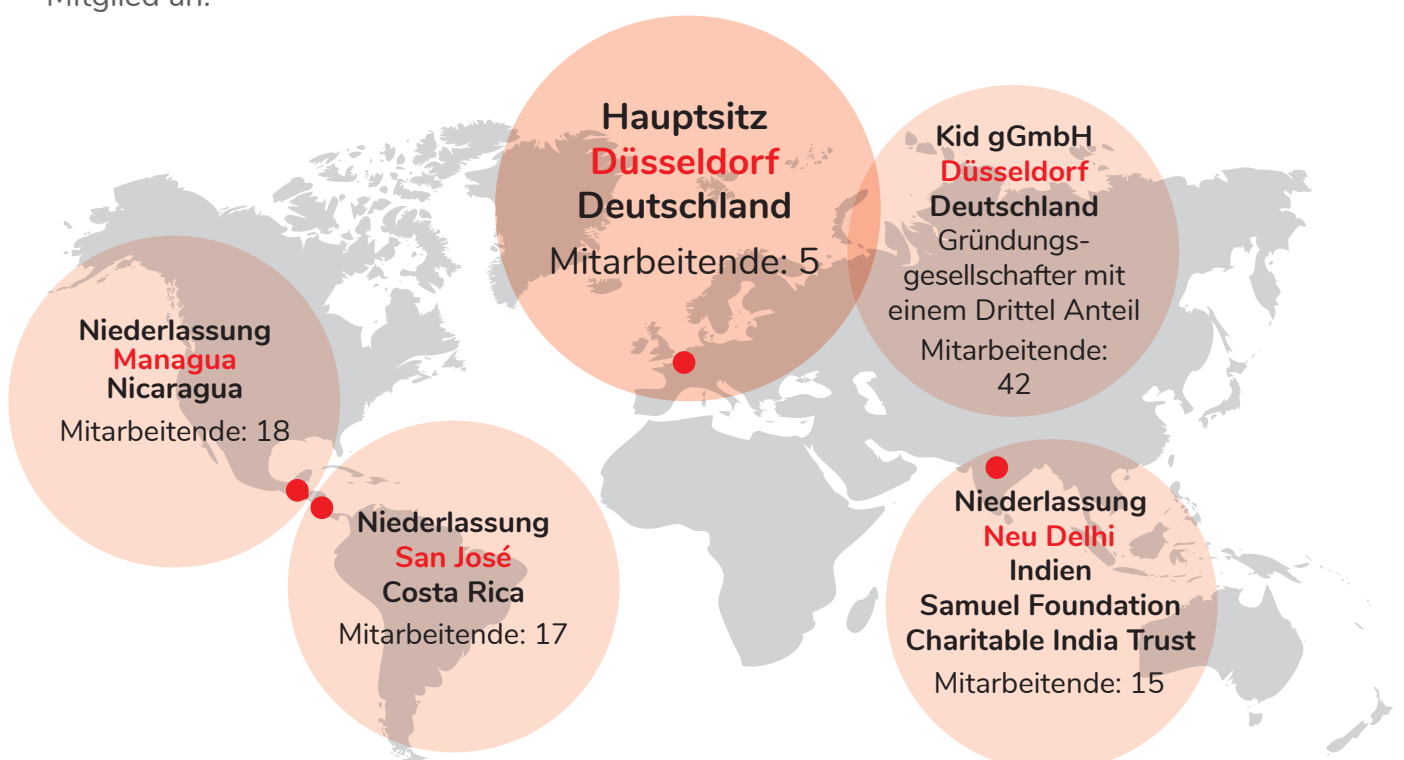 Mitglied an.
Hauptsitz
Düsseldorf
Deutschland
Mitarbeitende: 5
Kid gGmbH
Düsseldorf
Deutschland
Gründungs-
gesellschafter mit
einem Drittel Anteil
Mitarbeitende:
42
Niederlassung
Managua
Nicaragua
Mitarbeitende: 18
Niederlassung
San José
Costa Rica
Mitarbeitende: 17
Niederlassung
Neu Delhi
Indien
Samuel Foundation
Charitable India Trust
Mitarbeitende: 15